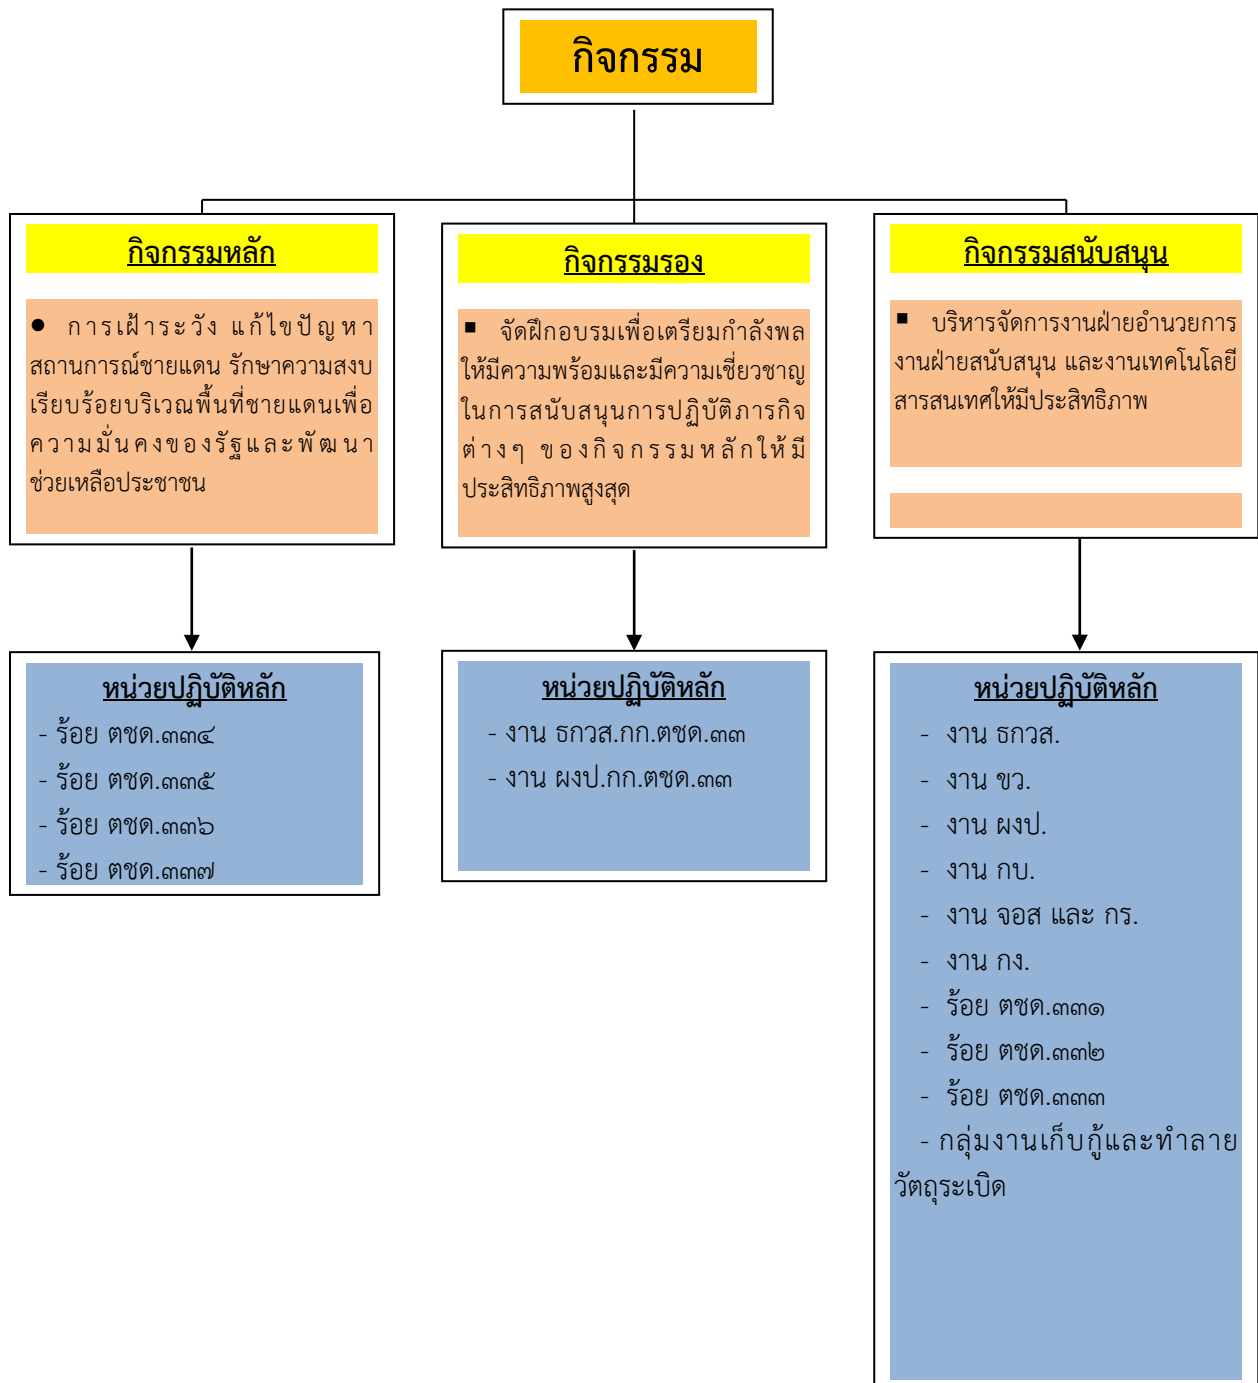 กิจกรรม
กิจกรรมหลัก
● การเฝ้าระวัง แก้ไขปัญหา
สถานการณ์ชายแดน รักษาความสงบ
เรียบร้อยบริเวณพื้นที่ชายแดนเพื่อ
ความมั่นคงของรัฐและพัฒนา
ช่วยเหลือประชาชน
กิจกรรมรอง
▪ จัดฝึกอบรมเพื่อเตรียมกำลังพล
ให้มีความพร้อมและมีความเชี่ยวชาญ
ในการสนับสนุนการปฏิบัติภารกิจ
ต่างๆ ของกิจกรรมหลักให้มี
ประสิทธิภาพสูงสุด
กิจกรรมสนับสนุน
▪ บริหารจัดการงานฝ่ายอำนวยการ
งานฝ่ายสนับสนุน และงานเทคโนโลยี
สารสนเทศให้มีประสิทธิภาพ
หน่วยปฏิบัติหลัก
- ร้อย ตชด.๓๓๔
- ร้อย ตชด.๓๓๕
- ร้อย ตชด.๓๓๖
- ร้อย ตชด.๓๓๗
หน่วยปฏิบัติหลัก
- งาน ธกวส.กก.ตชด.๓๓
- งาน ผงป.กก.ตชด.๓๓
หน่วยปฏิบัติหลัก
- งาน ธกวส.
- งาน ขว.
- งาน ผงป.
- งาน กบ.
- งาน จอส และ กร.
- งาน กง.
- ร้อย ตชด.๓๓๑
- ร้อย ตชด.๓๓๒
- ร้อย ตชด.๓๓๓
- กลุ่มงานเก็บกู้และทำลาย
วัตถุระเบิด